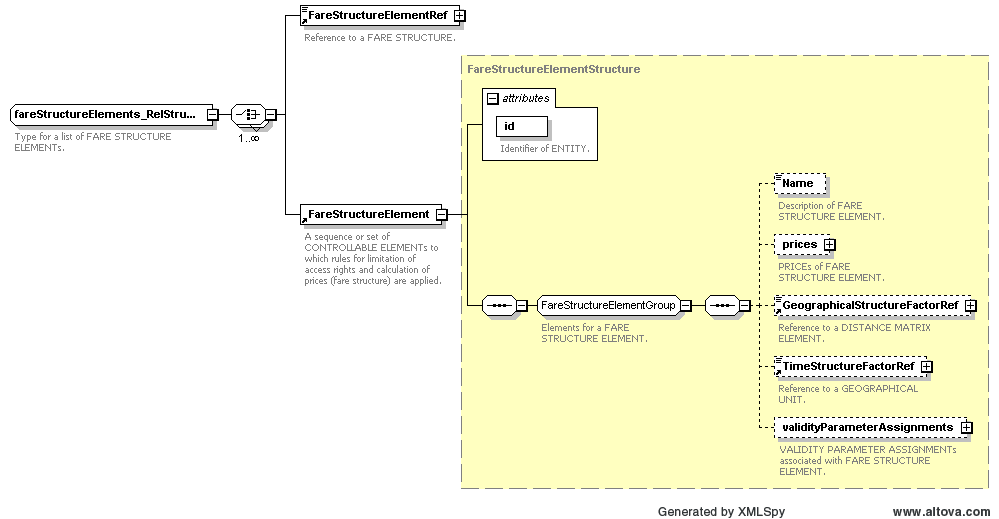 FareStructureElementRef
Reference to a FARE STRUCTURE.
FareStructureElementStructure
attributes
id
Identifier of ENTITY.
fareStructureElements_RelStru...
Type for a list of FARE STRUCTURE
ELEMENTs.
1..∞
FareStructureElement
A sequence or set of
CONTROLLABLE ELEMENTs to
which rules for limitation of
access rights and calculation of
prices (fare structure) are applied.
FareStructureElementGroup
Elements for a FARE
STRUCTURE ELEMENT.
Name
Description of FARE
STRUCTURE ELEMENT.
prices
PRICEs of FARE
STRUCTURE ELEMENT.
GeographicalStructureFactorRef
Reference to a DISTANCE MATRIX
ELEMENT.
TimeStructureFactorRef
Reference to a GEOGRAPHICAL
UNIT.
validityParameterAssignments
VALIDITY PARAMETER ASSIGNMENTs
associated with FARE STRUCTURE
ELEMENT.
Generated by XMLSpy
www.altova.com